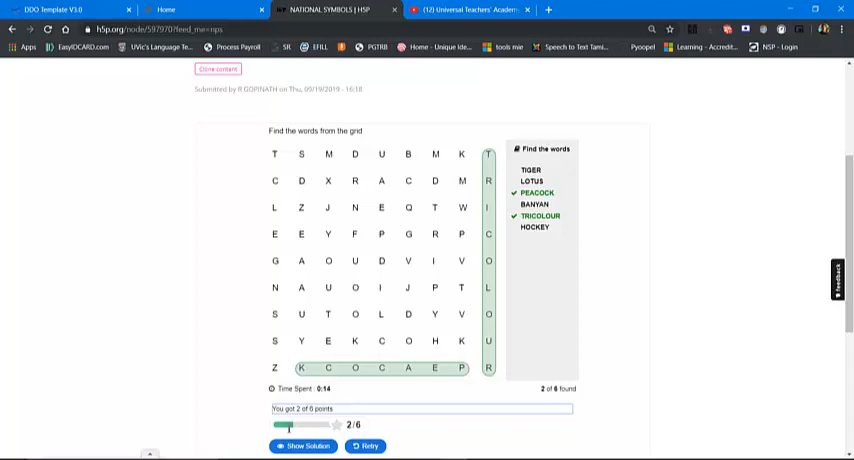 DDO Template V3.0
Home
NATIONAL SYMBOLS | H5P
(12) Universal Teachers' Academ
h5p.org/node/597970?feed_me=nps
Apps
EasyIDCARD.com
UVic's Language Te...
Process Payroll
SR
EFILL
PGTRB
Home - Unique Ide...
tools mie
Speech to Text Tami...
Pyoopel
Learning - Accredit...
NSP - Login
Clone content
Submitted by R GOPINATH on Thu, 09/19/2019 - 16:18
Find the words from the grid
T S M D U B M K T
C D X R A C D M R
L Z J N E Q T W I
E E Y F P G R P C
G A O U D V I V O
N A U O I J P T L
S U T O L D Y V O
S Y E K C O H K U
Z K C O C A E P R
Find the words
TIGER
LOTUS
PEACOCK
BANYAN
TRICOLOUR
HOCKEY
Time Spent : 0:14
2 of 6 found
You got 2 of 6 points
2/6
Show Solution
Retry
feedback